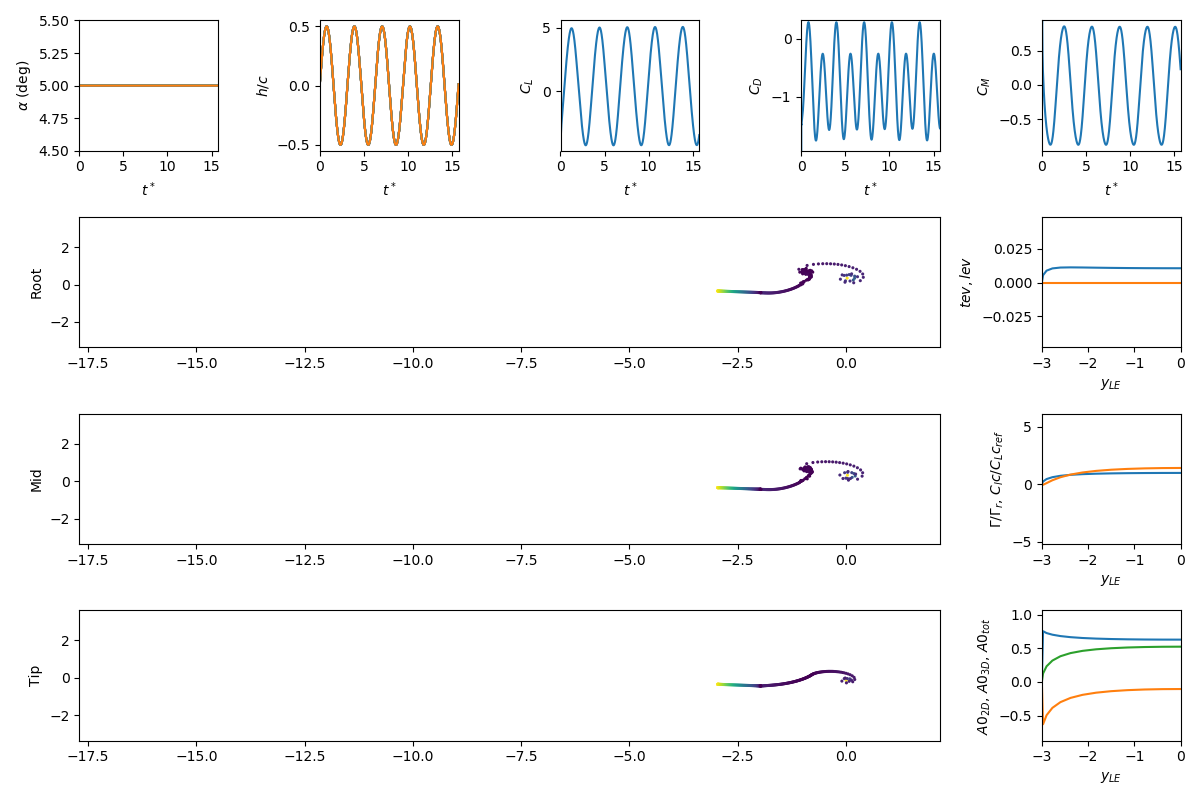 α (deg)
5.50
5.25
5.00
4.75
4.50
0 5 10 15
t*
h/c
0.5
0.0
−0.5
0 5 10 15
t*
C_L
5
0
0 5 10 15
t*
C_D
0
−1
0 5 10 15
t*
C_M
0.5
0.0
−0.5
0 5 10 15
t*
Root
2
0
−2
−17.5 −15.0 −12.5 −10.0 −7.5 −5.0 −2.5 0.0
tev, lev
0.025
0.000
−0.025
−3 −2 −1 0
y_LE
Mid
2
0
−2
−17.5 −15.0 −12.5 −10.0 −7.5 −5.0 −2.5 0.0
Γ/Γ_r, C_l c/C_L c_ref
5
0
−5
−3 −2 −1 0
y_LE
Tip
2
0
−2
−17.5 −15.0 −12.5 −10.0 −7.5 −5.0 −2.5 0.0
A0_2D, A0_3D, A0_tot
1.0
0.5
0.0
−0.5
−3 −2 −1 0
y_LE